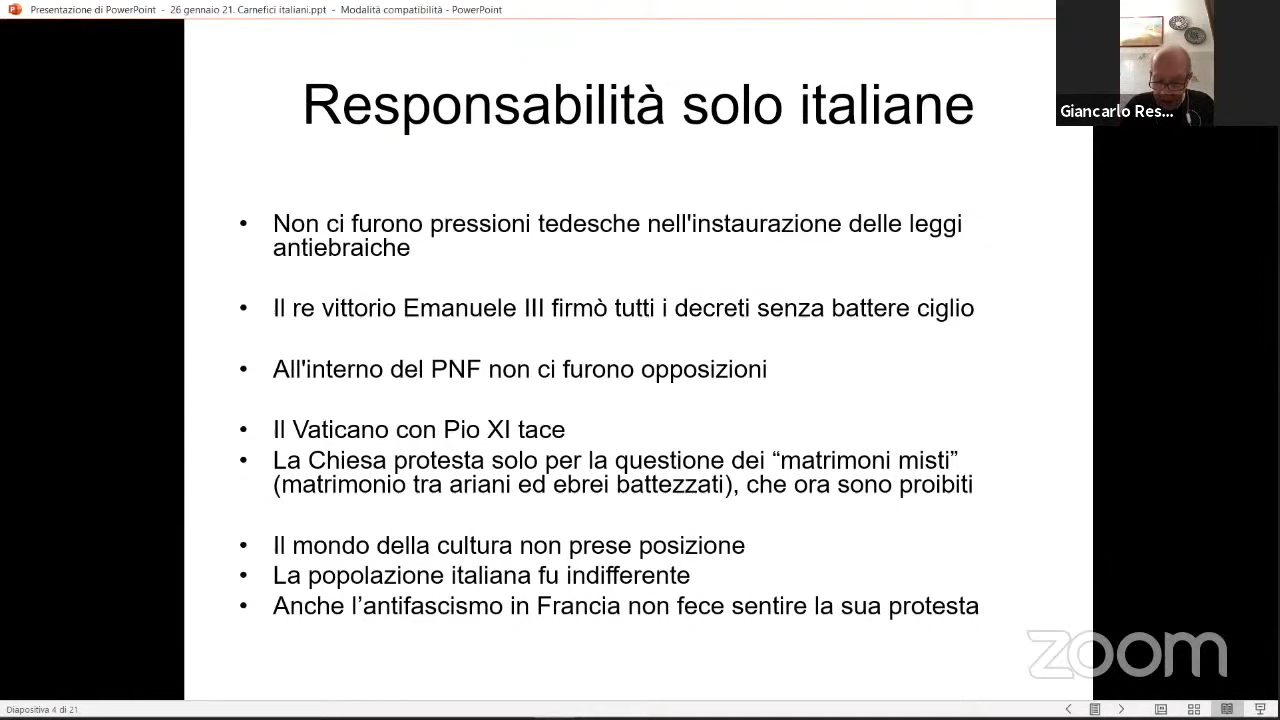 Presentazione di PowerPoint - 26 gennaio 21. Carnefici italiani.ppt - Modalità compatibilità - PowerPoint
Giancarlo Res...
Responsabilità solo italiane
• Non ci furono pressioni tedesche nell'instaurazione delle leggi
antiebraiche
• Il re vittorio Emanuele III firmò tutti i decreti senza battere ciglio
• All'interno del PNF non ci furono opposizioni
• Il Vaticano con Pio XI tace
• La Chiesa protesta solo per la questione dei “matrimoni misti”
(matrimonio tra ariani ed ebrei battezzati), che ora sono proibiti
• Il mondo della cultura non prese posizione
• La popolazione italiana fu indifferente
• Anche l’antifascismo in Francia non fece sentire la sua protesta
zoom
Diapositiva 4 di 21